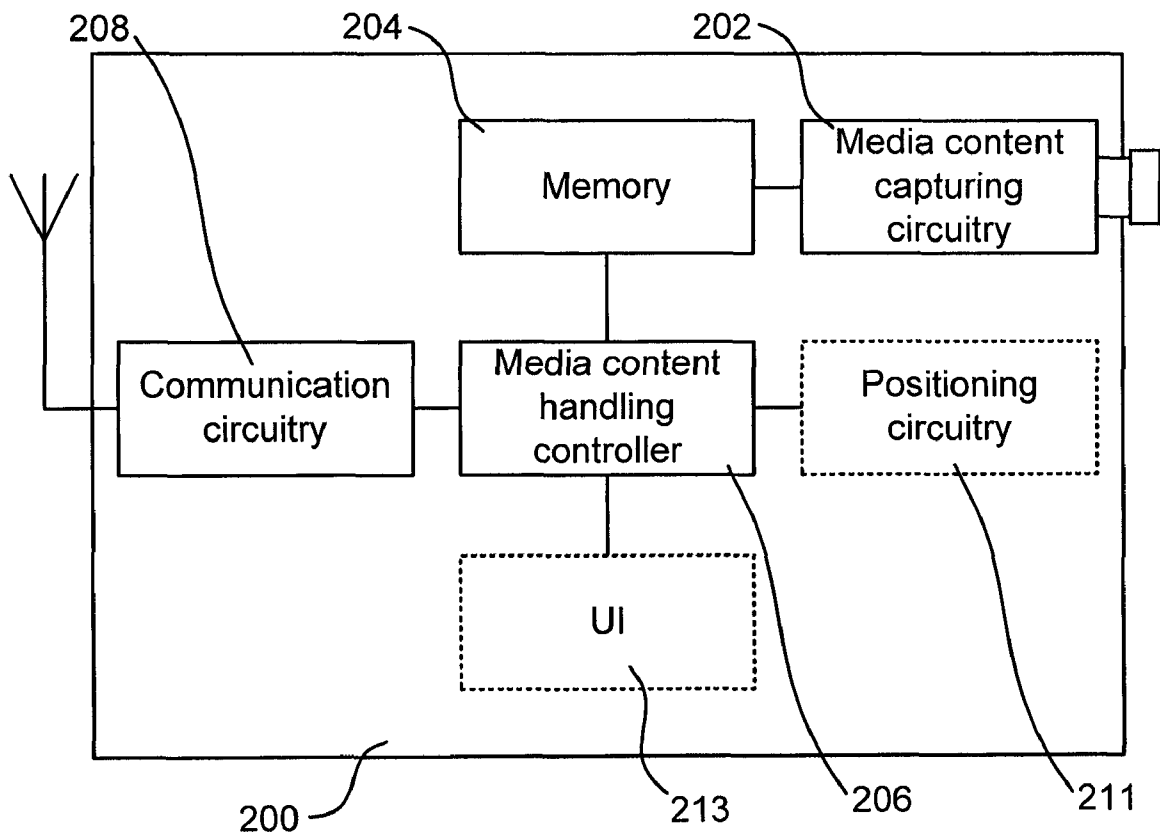 208
204
202
Memory
Media content
capturing
circuitry
Communication
circuitry
Media content
handling
controller
Positioning
circuitry
UI
200
213
206
211